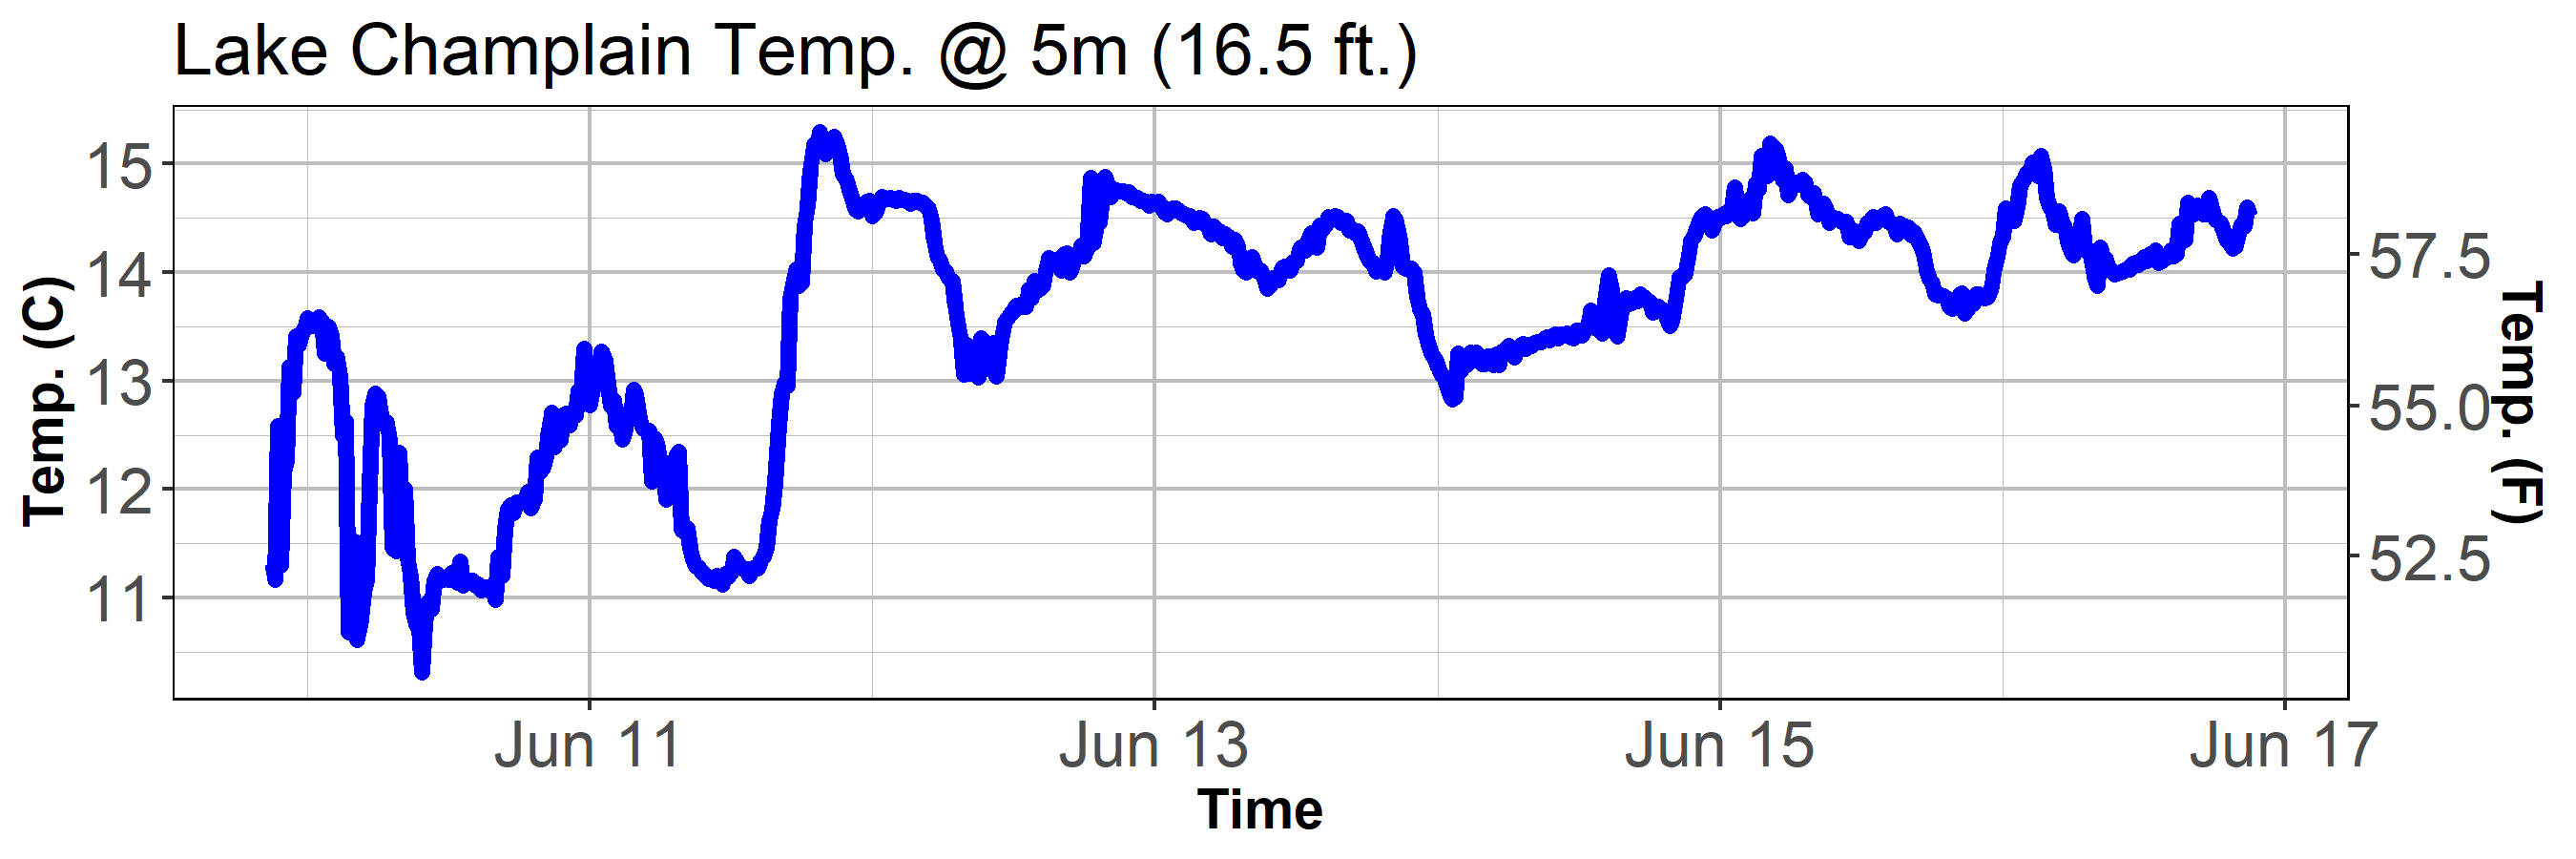 Lake Champlain Temp. @ 5m (16.5 ft.)
Temp. (C)
15
14
13
12
11
57.5
55.0
52.5
Temp. (F)
Jun 11
Jun 13
Jun 15
Jun 17
Time